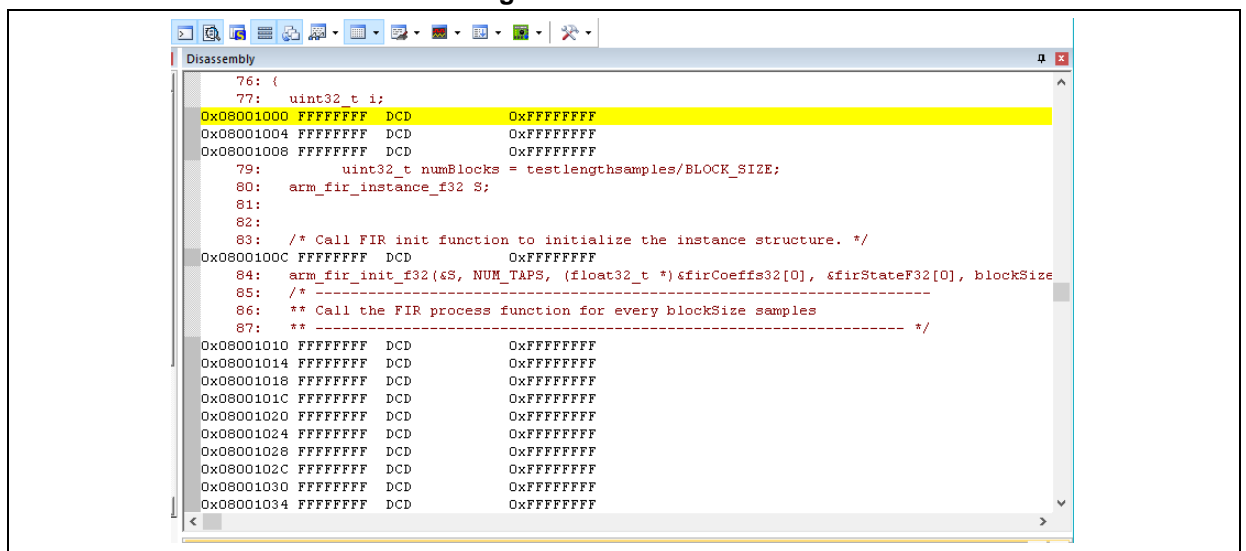 Disassembly
76: {
77: uint32_t i;
0x08001000 FFFFFFFF DCD 0xFFFFFFFF
0x08001004 FFFFFFFF DCD 0xFFFFFFFF
0x08001008 FFFFFFFF DCD 0xFFFFFFFF
79: uint32_t numBlocks = testlengthsamples/BLOCK_SIZE;
80: arm_fir_instance_f32 S;
81:
82:
83: /* Call FIR init function to initialize the instance structure. */
0x0800100C FFFFFFFF DCD 0xFFFFFFFF
84: arm_fir_init_f32(&S, NUM_TAPS, (float32_t *)&firCoeffs32[0], &firStateF32[0], blockSize
85: /* ----------------------------------------------------------------------
86: ** Call the FIR process function for every blockSize samples
87: ** ------------------------------------------------------------------- */
0x08001010 FFFFFFFF DCD 0xFFFFFFFF
0x08001014 FFFFFFFF DCD 0xFFFFFFFF
0x08001018 FFFFFFFF DCD 0xFFFFFFFF
0x0800101C FFFFFFFF DCD 0xFFFFFFFF
0x08001020 FFFFFFFF DCD 0xFFFFFFFF
0x08001024 FFFFFFFF DCD 0xFFFFFFFF
0x08001028 FFFFFFFF DCD 0xFFFFFFFF
0x0800102C FFFFFFFF DCD 0xFFFFFFFF
0x08001030 FFFFFFFF DCD 0xFFFFFFFF
0x08001034 FFFFFFFF DCD 0xFFFFFFFF